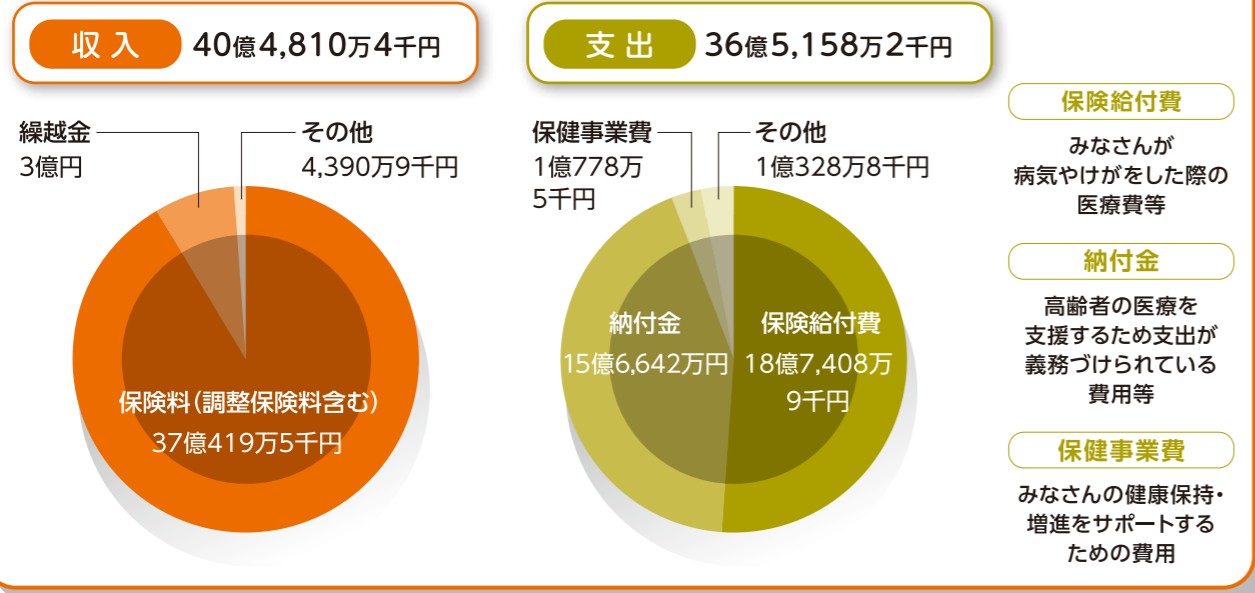 収入 40億4,810万4千円
繰越金
3億円
その他
4,390万9千円
保険料(調整保険料含む)
37億419万5千円
支出 36億5,158万2千円
保健事業費
1億778万
5千円
その他
1億328万8千円
納付金
15億6,642万円
保険給付費
18億7,408万
9千円
保険給付費
みなさんが
病気やけがをした際の
医療費等
納付金
高齢者の医療を
支援するため支出が
義務づけられている
費用等
保健事業費
みなさんの健康保持・
増進をサポートする
ための費用